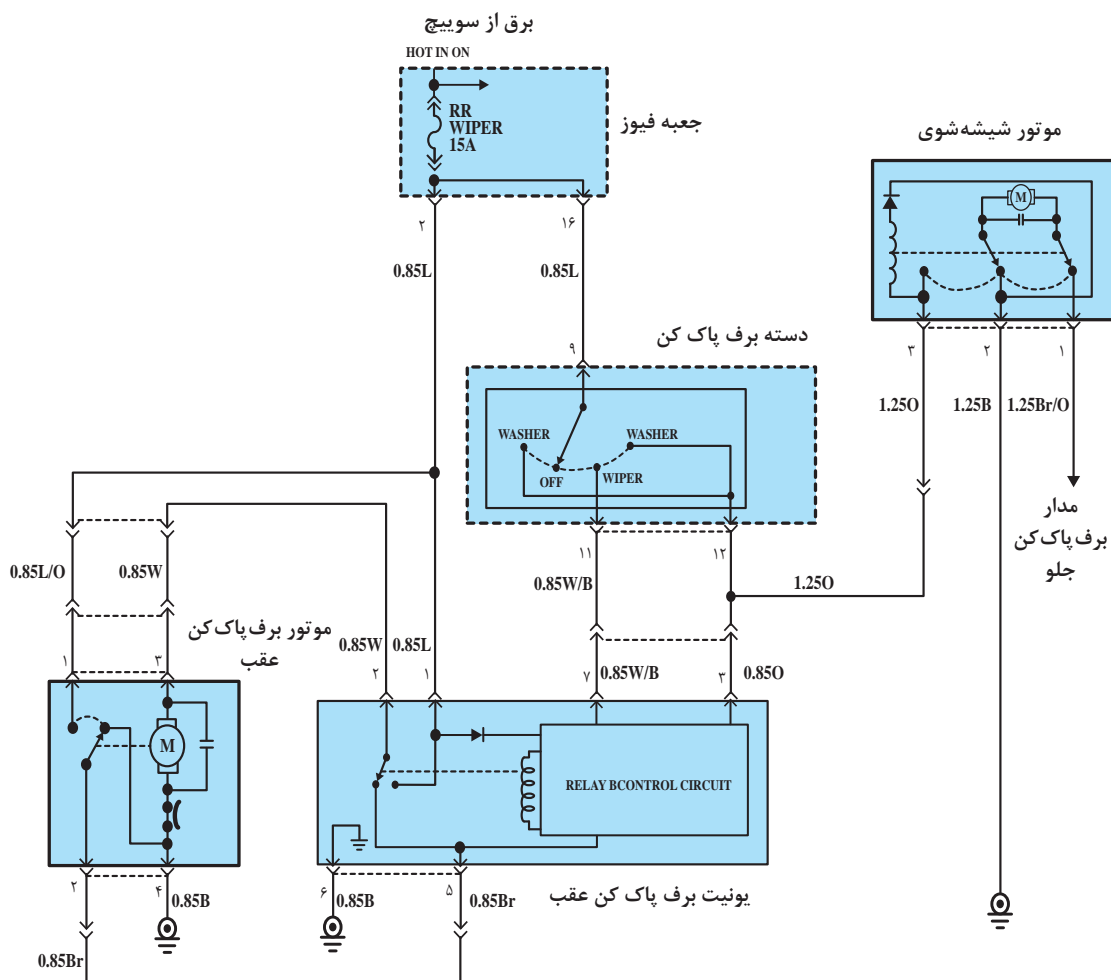 برق از سوییچ
HOT IN ON
RR
WIPER
15A
جعبه فیوز
موتور شیشه‌شوی
M
۲
۱۶
0.85L
0.85L
۳
۲
۱
1.25O
1.25B
1.25Br/O
مدار
برف‌پاک‌کن
جلو
۹
دسته برف پاک کن
WASHER
WASHER
OFF
WIPER
۱۱
۱۲
0.85W/B
1.25O
0.85L/O
0.85W
موتور برف‌پاک‌کن
عقب
0.85W
0.85L
۱
۳
۲
۱
۷
0.85W/B
۳
0.85O
M
RELAY BCONTROL CIRCUIT
۲
۴
0.85B
0.85Br
۶
0.85B
۵
0.85Br
یونیت برف پاک کن عقب